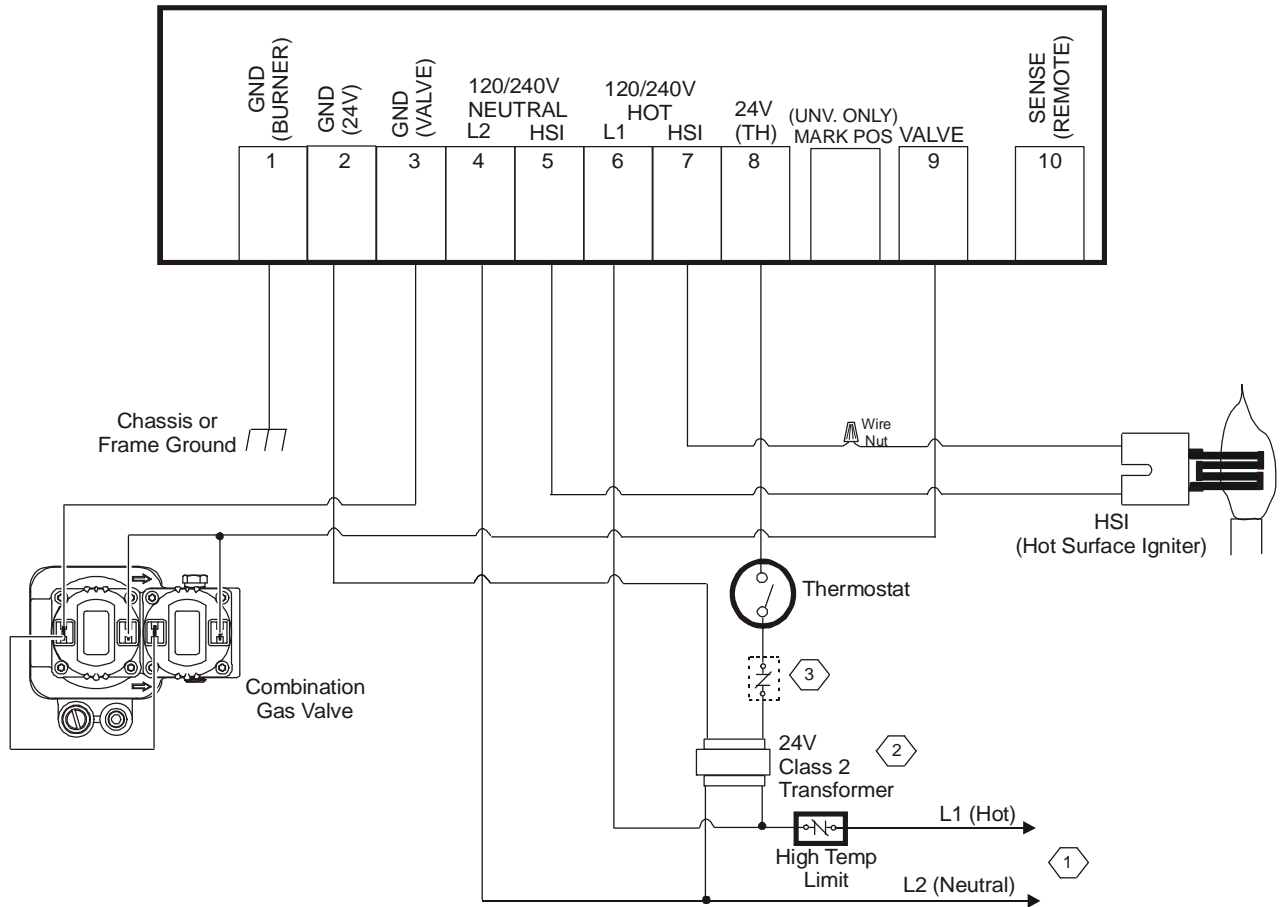 GND
(BURNER)
GND
(24V)
GND
(VALVE)
120/240V
NEUTRAL
L2 HSI
120/240V
HOT
L1 HSI
24V
(TH)
(UNV. ONLY)
MARK POS
VALVE
SENSE
(REMOTE)
1 2 3 4 5 6 7 8 9 10
Chassis or
Frame Ground
Wire
Nut
HSI
(Hot Surface Igniter)
Thermostat
3
Combination
Gas Valve
24V
Class 2
Transformer
2
L1 (Hot)
High Temp
Limit
1
L2 (Neutral)